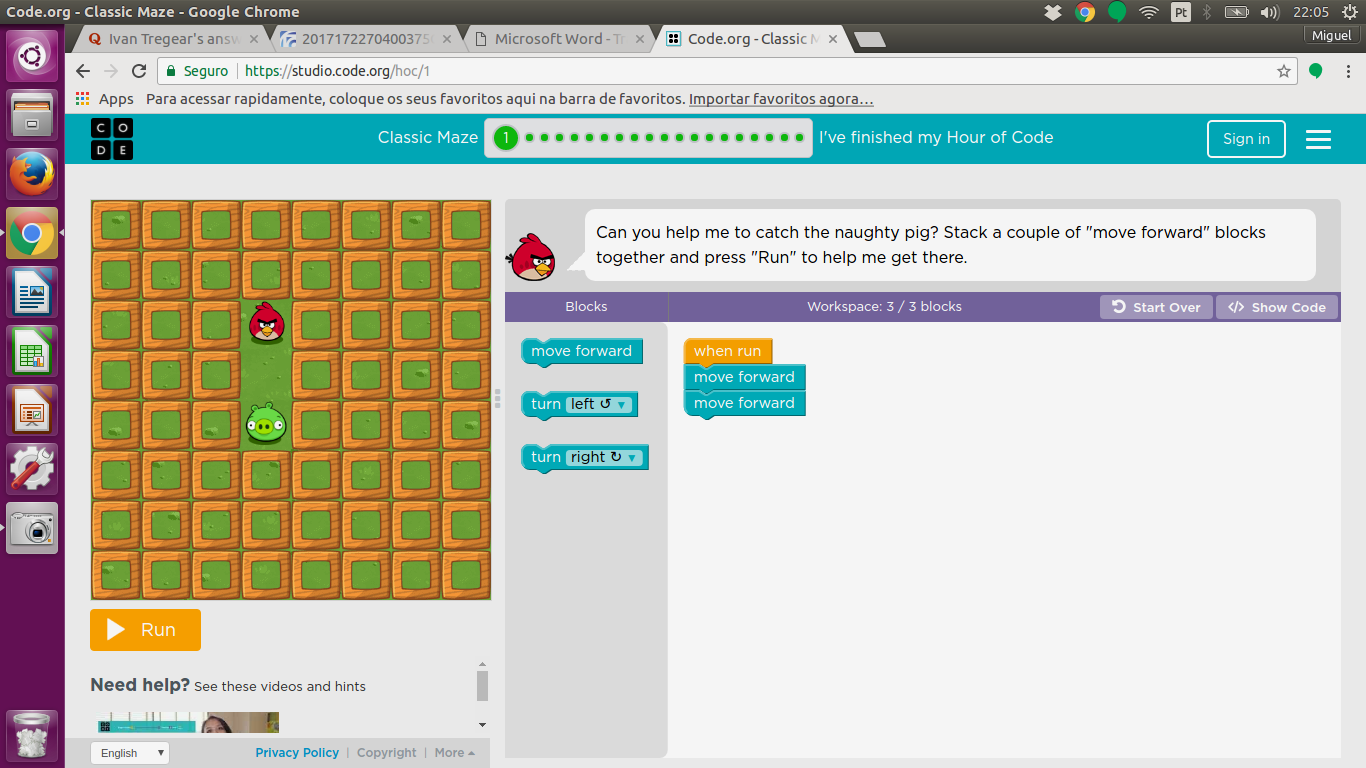 Code.org - Classic Maze - Google Chrome
Pt
22:05
Ivan Tregear's answ
Microsoft Word - Tr
Code.org - Classic M
Miguel
Seguro
https://studio.code.org/hoc/1
Apps
Para acessar rapidamente, coloque os seus favoritos aqui na barra de favoritos. Importar favoritos agora...
C O
D E
Classic Maze
1
I've finished my Hour of Code
Sign in
Can you help me to catch the naughty pig? Stack a couple of "move forward" blocks
together and press "Run" to help me get there.
Blocks
Workspace: 3 / 3 blocks
Start Over
Show Code
move forward
turn left ↺ ▼
turn right ↻ ▼
when run
move forward
move forward
Run
Need help? See these videos and hints
English
Privacy Policy | Copyright | More